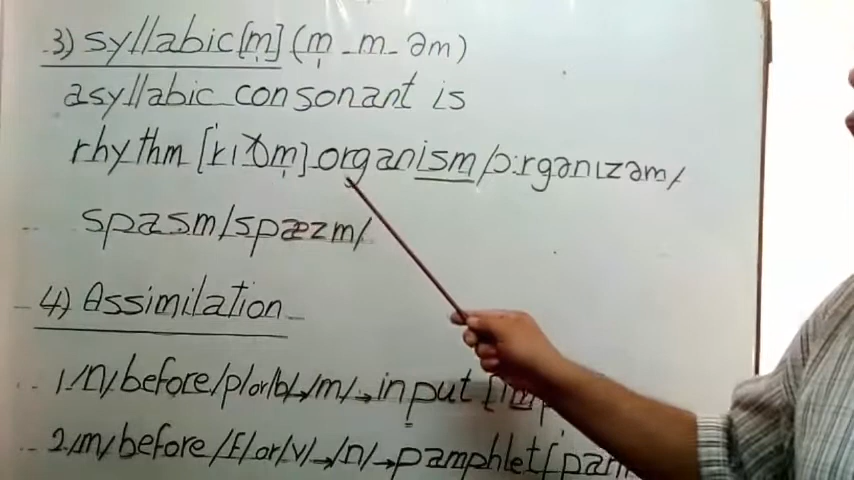 3) syllabic [m̩] (m̩ - m - əm)
asyllabic consonant is
rhythm ['rɪðm̩] organism /ɔ:rgənɪzəm/
spasm /spæzm/
4) Assimilation
1. /n/ before /p/ or /b/ → /m/ → input
2. /m/ before /f/ or /v/ → /n/ → pamphlet